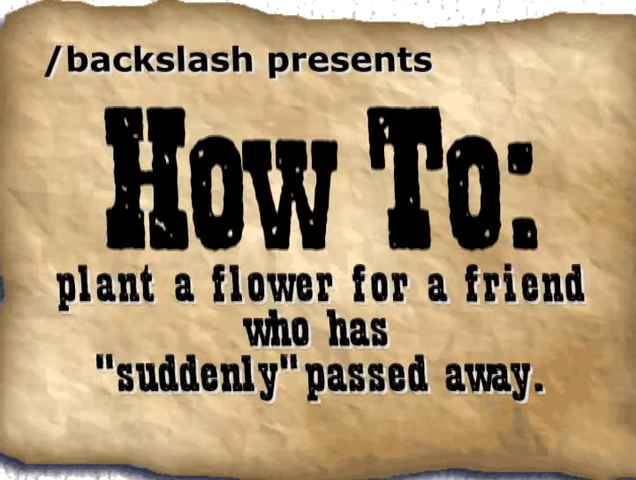 /backslash presents
How To:
plant a flower for a friend
who has
"suddenly" passed away.